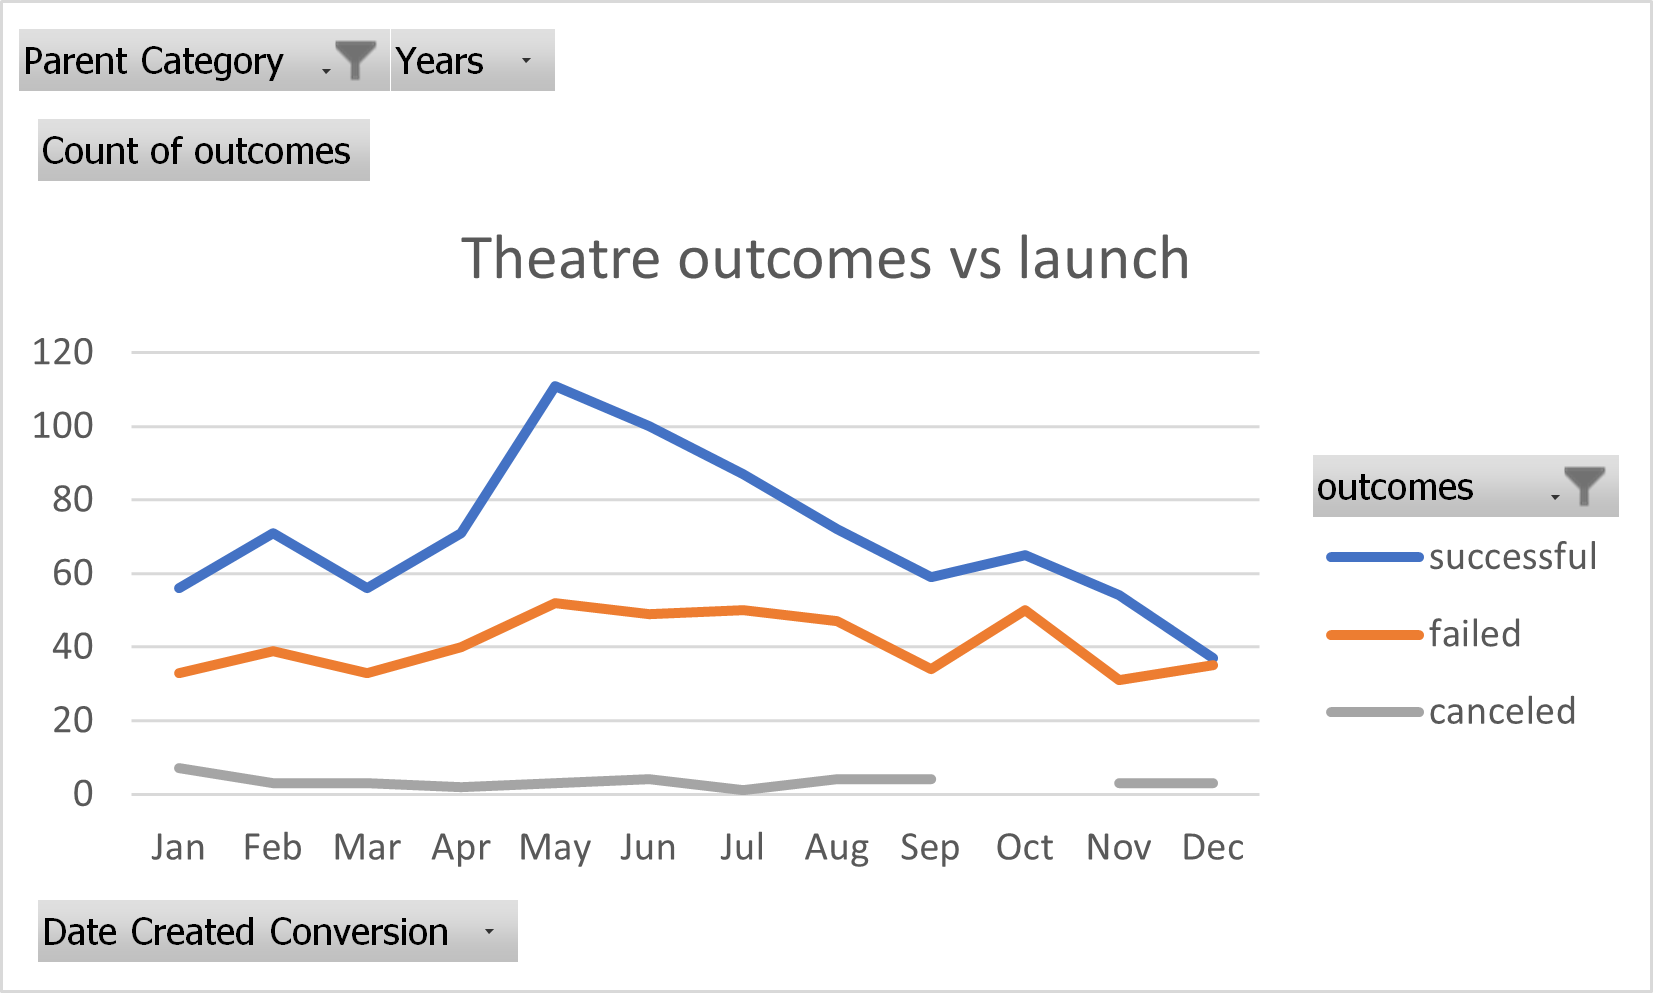 Parent Category Years
Count of outcomes
Theatre outcomes vs launch
120
100
80
60
40
20
0
Jan Feb Mar Apr May Jun Jul Aug Sep Oct Nov Dec
outcomes
successful
failed
canceled
Date Created Conversion